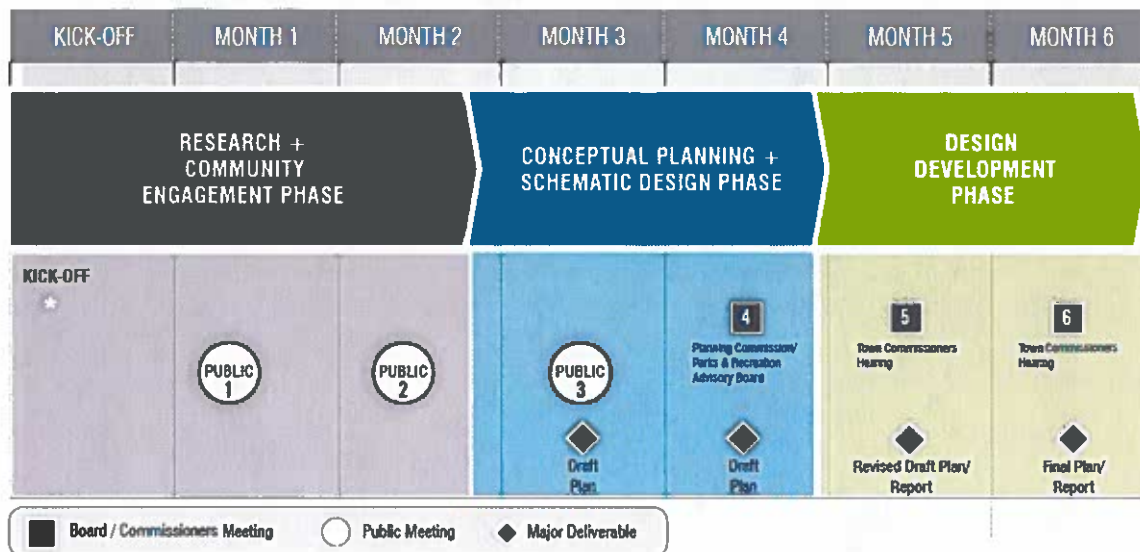 KICK-OFF MONTH 1 MONTH 2 MONTH 3 MONTH 4 MONTH 5 MONTH 6
RESEARCH +
COMMUNITY
ENGAGEMENT PHASE
CONCEPTUAL PLANNING +
SCHEMATIC DESIGN PHASE
DESIGN
DEVELOPMENT
PHASE
KICK-OFF
PUBLIC
1
PUBLIC
2
PUBLIC
3
Draft
Plan
4
Planning Commission/
Parks & Recreation
Advisory Board
Draft
Plan
5
Town Commissioners
Hearing
Revised Draft Plan/
Report
6
Town Commissioners
Hearing
Final Plan/
Report
Board / Commissioners Meeting
Public Meeting
Major Deliverable